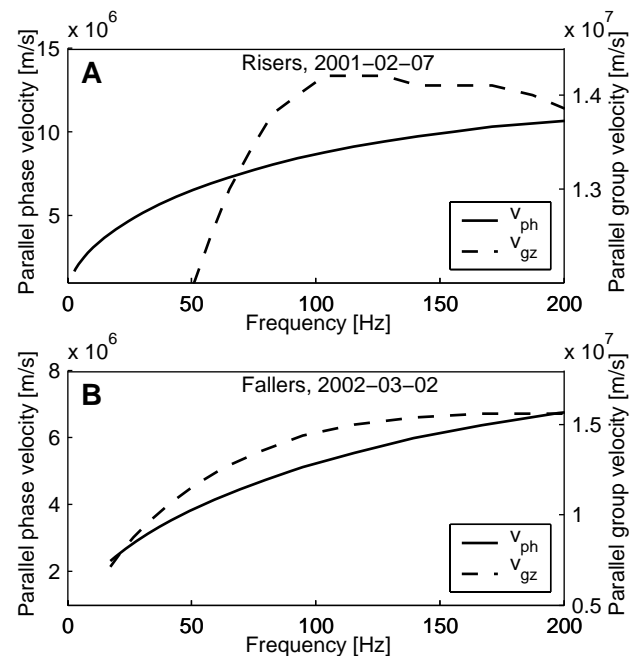 x 10^6
x 10^7
A
Risers, 2001−02−07
Parallel phase velocity [m/s]
15
10
5
Parallel group velocity [m/s]
1.4
1.3
v_ph
v_gz
0
50
100
150
200
Frequency [Hz]
x 10^6
x 10^7
B
Fallers, 2002−03−02
Parallel phase velocity [m/s]
8
6
4
2
Parallel group velocity [m/s]
1.5
1
0.5
v_ph
v_gz
0
50
100
150
200
Frequency [Hz]